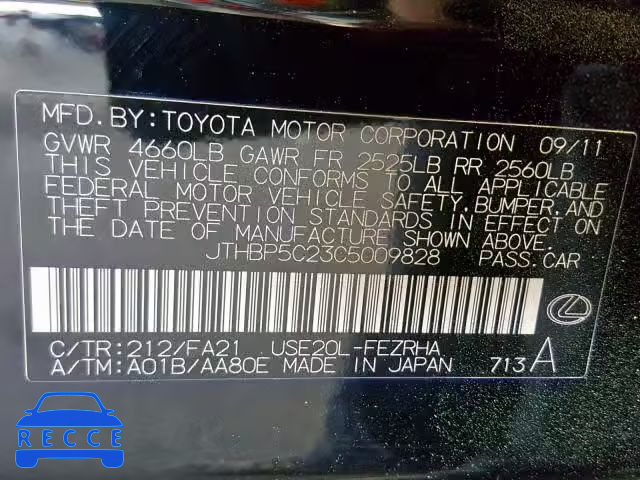 MFD.BY:TOYOTA MOTOR CORPORATION 09/11
GVWR 4660LB GAWR FR 2525LB RR 2560LB
THIS VEHICLE CONFORMS TO ALL APPLICABLE
FEDERAL MOTOR VEHICLE SAFETY,BUMPER,AND
THEFT PREVENTION STANDARDS IN EFFECT ON
THE DATE OF MANUFACTURE SHOWN ABOVE.
JTHBP5C23C5009828 PASS.CAR
C/TR:212/FA21 USE20L-FEZRHA
A/TM:A01B/AA80E MADE IN JAPAN 713A
RECCE